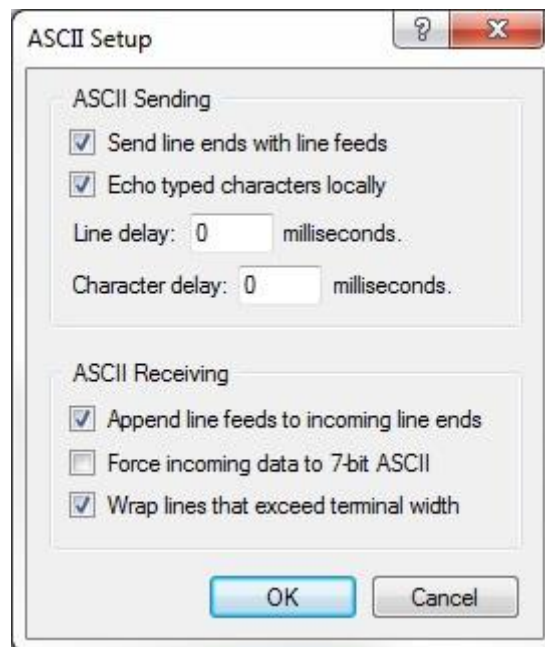 ASCII Setup
ASCII Sending
Send line ends with line feeds
Echo typed characters locally
Line delay: 0 milliseconds.
Character delay: 0 milliseconds.
ASCII Receiving
Append line feeds to incoming line ends
Force incoming data to 7-bit ASCII
Wrap lines that exceed terminal width
OK Cancel